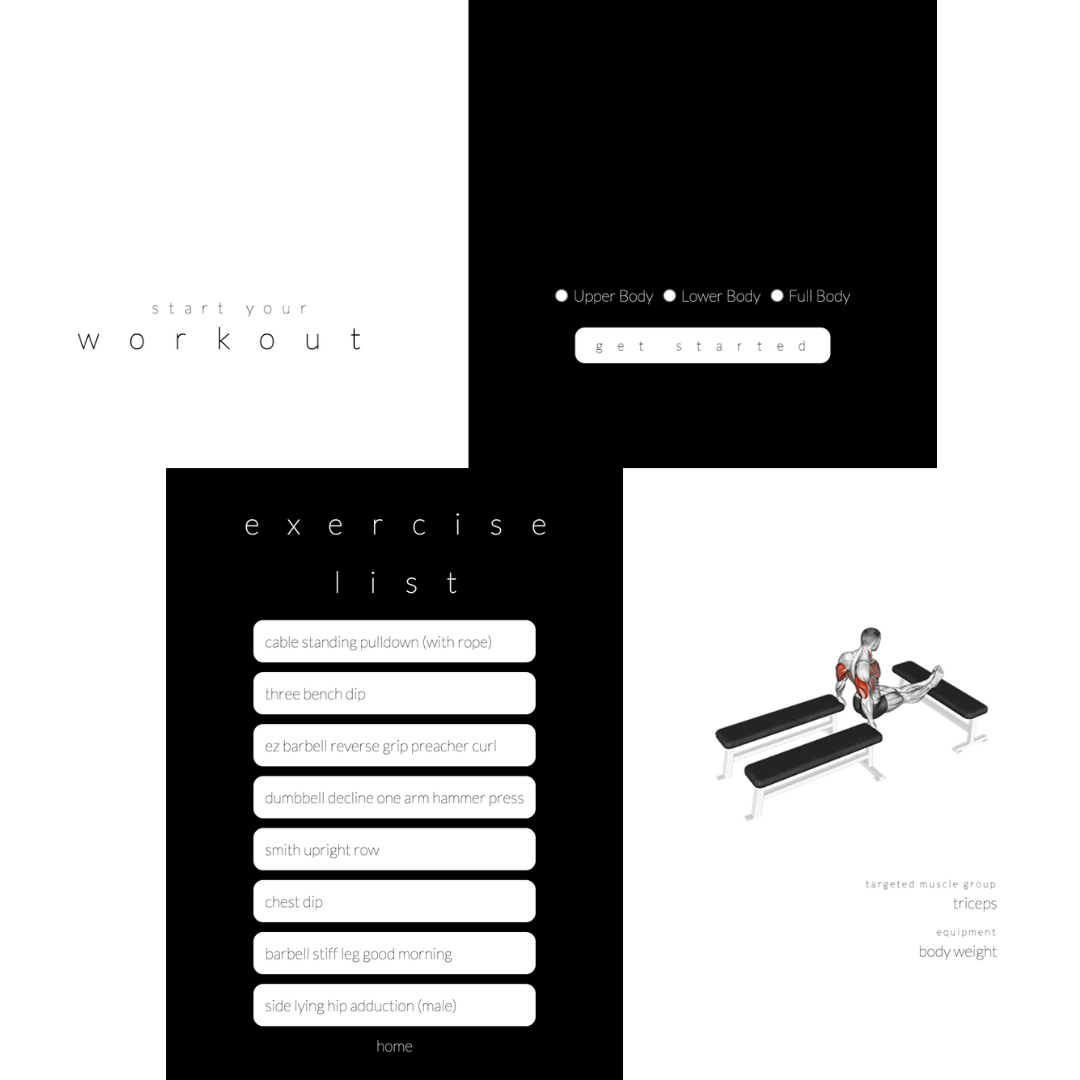 start your
workout
Upper Body Lower Body Full Body
get started
exercise
list
cable standing pulldown (with rope)
three bench dip
ez barbell reverse grip preacher curl
dumbbell decline one arm hammer press
smith upright row
chest dip
barbell stiff leg good morning
side lying hip adduction (male)
home
targeted muscle group
triceps
equipment
body weight